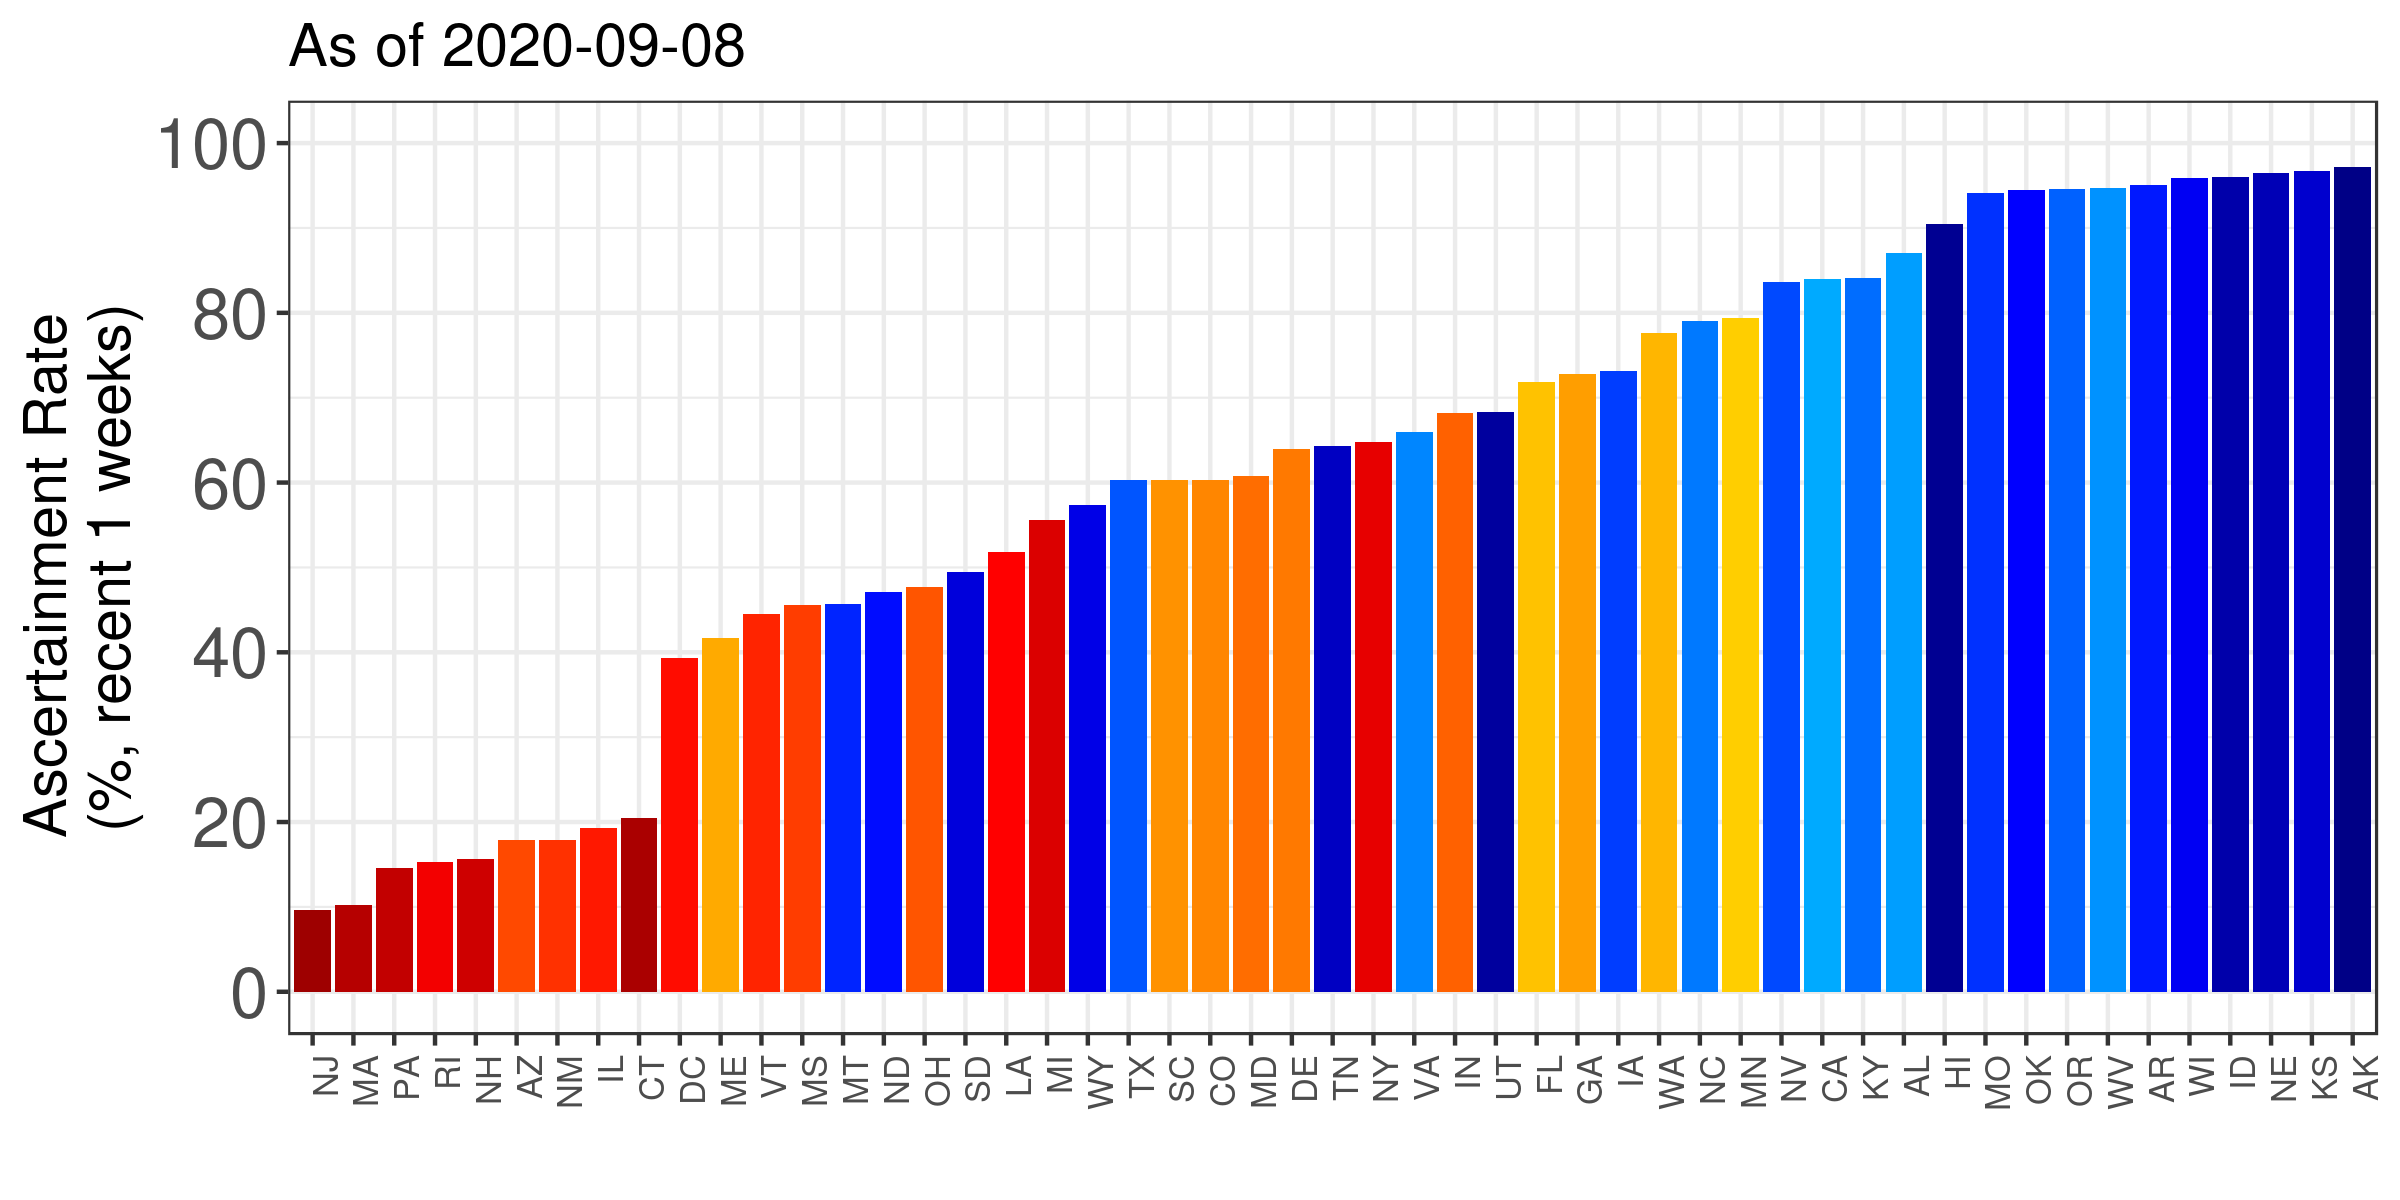 As of 2020-09-08
Ascertainment Rate
(%, recent 1 weeks)
100
80
60
40
20
0
NJ
MA
PA
RI
NH
AZ
NM
IL
CT
DC
ME
VT
MS
MT
ND
OH
SD
LA
MI
WY
TX
SC
CO
MD
DE
TN
NY
VA
IN
UT
FL
GA
IA
WA
NC
MN
NV
CA
KY
AL
HI
MO
OK
OR
WV
AR
WI
ID
NE
KS
AK